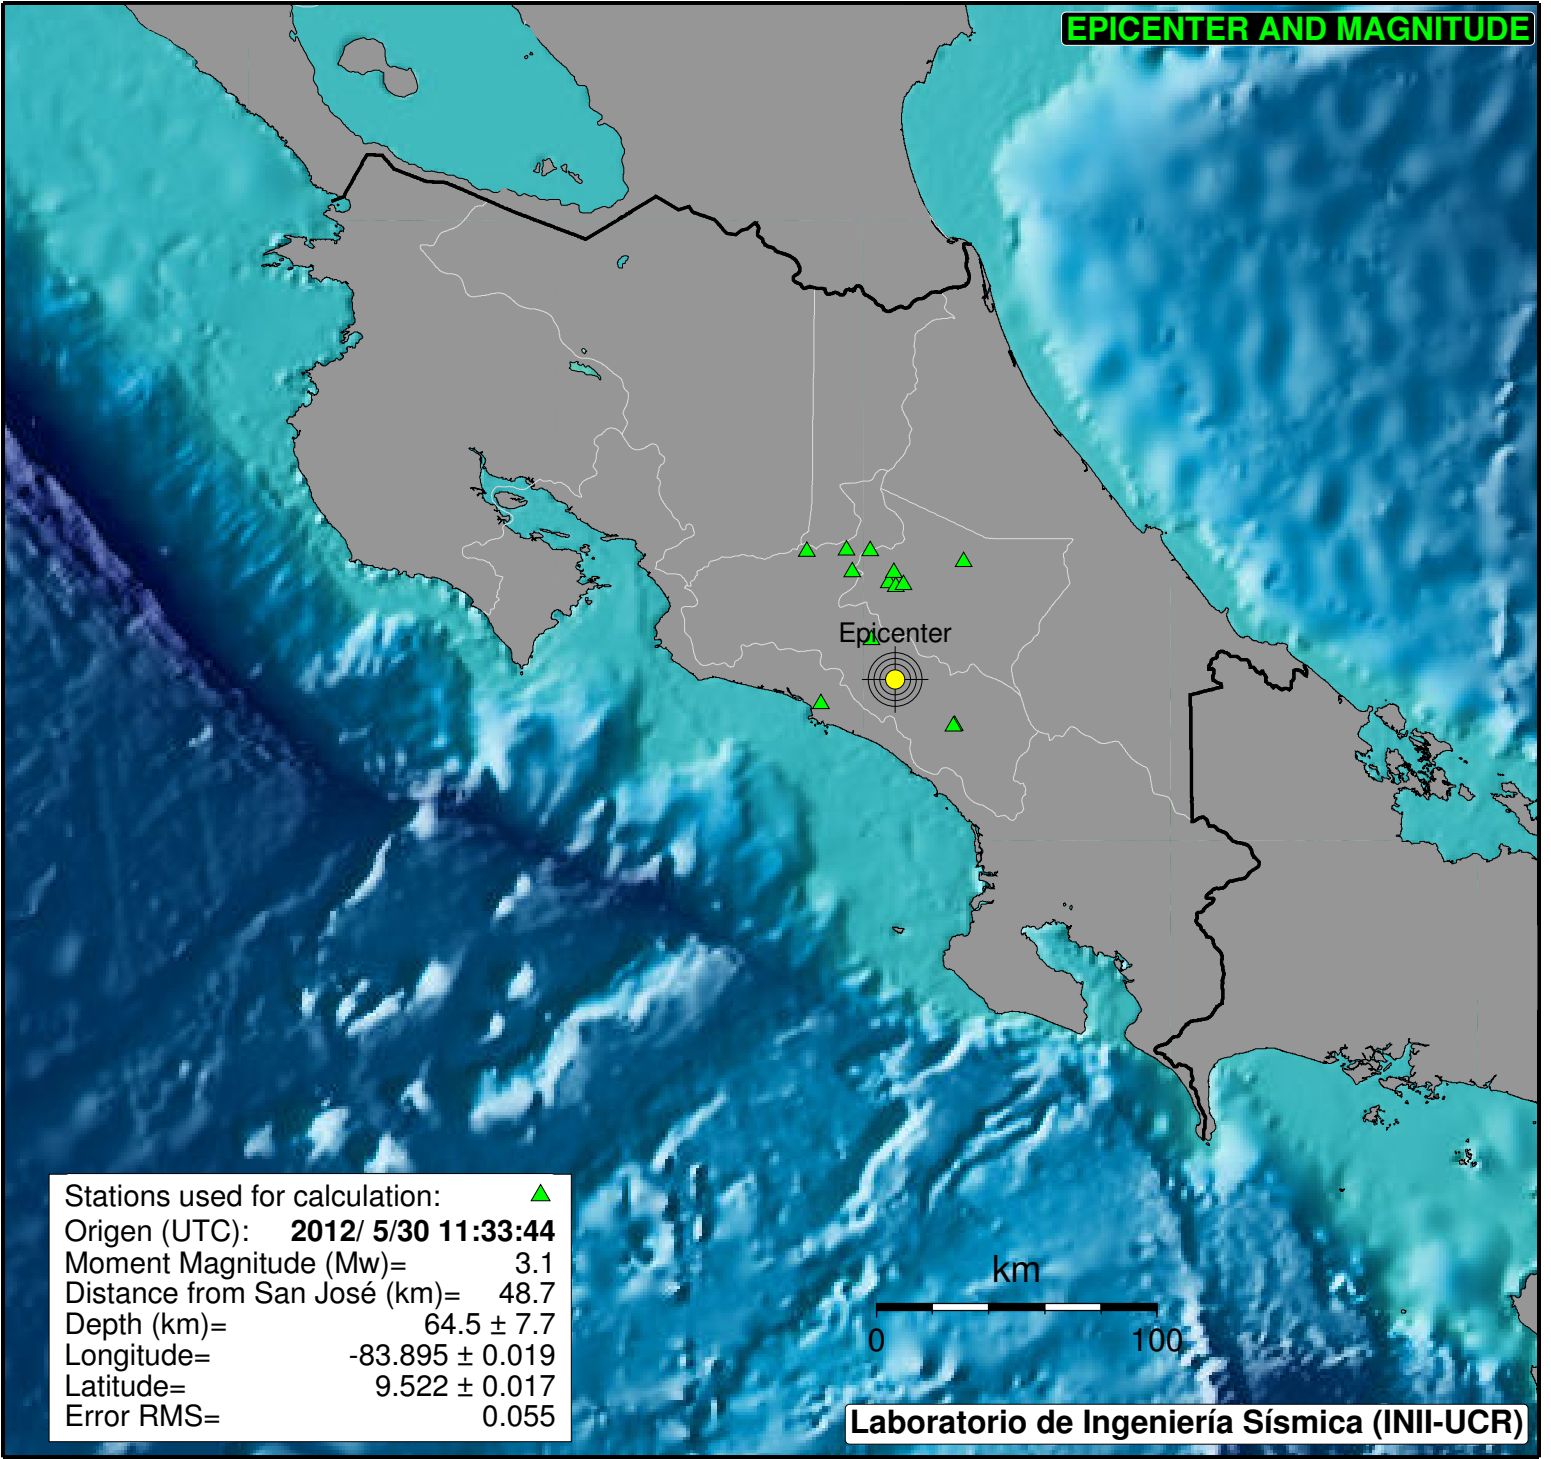 EPICENTER AND MAGNITUDE
Epicenter
Stations used for calculation:
Origen (UTC): 2012/ 5/30 11:33:44
Moment Magnitude (Mw)= 3.1
Distance from San José (km)= 48.7
Depth (km)= 64.5 ± 7.7
Longitude= -83.895 ± 0.019
Latitude= 9.522 ± 0.017
Error RMS= 0.055
km
0 100
Laboratorio de Ingeniería Sísmica (INII-UCR)